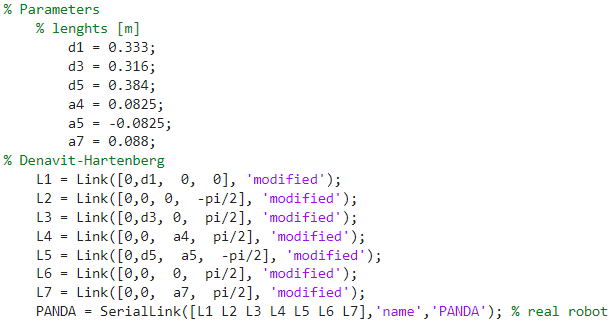 % Parameters
% lenghts [m]
d1 = 0.333;
d3 = 0.316;
d5 = 0.384;
a4 = 0.0825;
a5 = -0.0825;
a7 = 0.088;
% Denavit-Hartenberg
L1 = Link([0,d1,  0,  0], 'modified');
L2 = Link([0,0, 0,  -pi/2], 'modified');
L3 = Link([0,d3, 0,  pi/2], 'modified');
L4 = Link([0,0,  a4,  pi/2], 'modified');
L5 = Link([0,d5,  a5,  -pi/2], 'modified');
L6 = Link([0,0,  0,  pi/2], 'modified');
L7 = Link([0,0,  a7,  pi/2], 'modified');
PANDA = SerialLink([L1 L2 L3 L4 L5 L6 L7],'name','PANDA'); % real robot